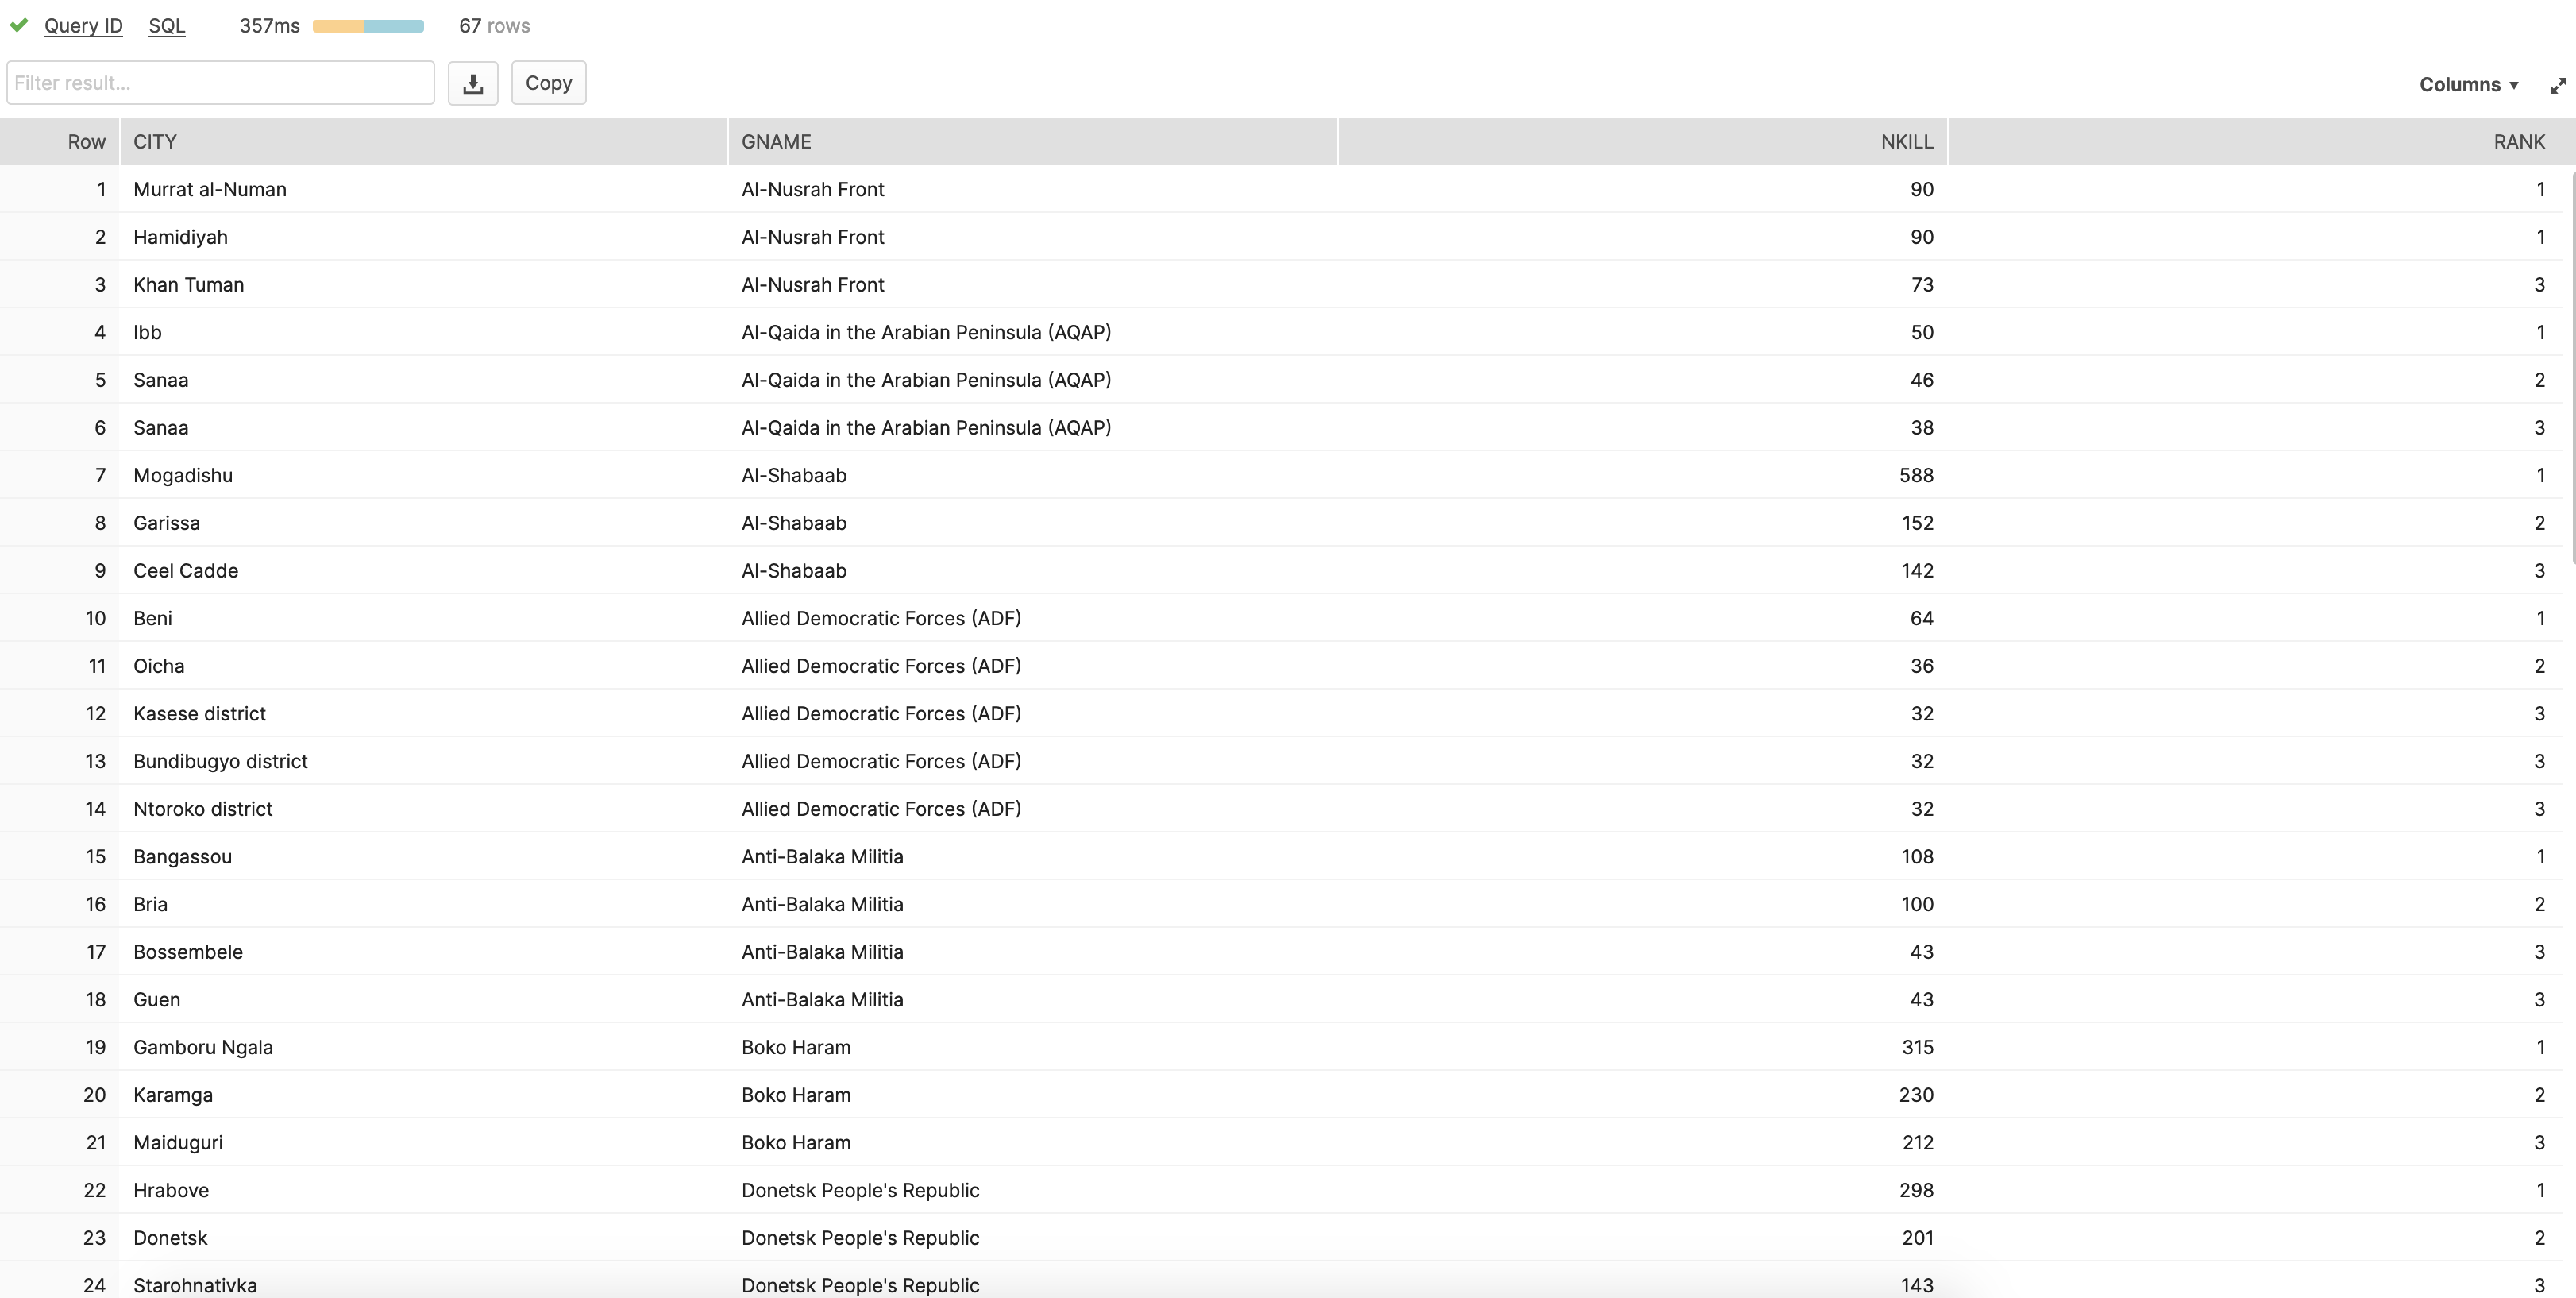 Query ID SQL 357ms 67 rows
Filter result... Copy Columns
Row CITY GNAME NKILL RANK
1 Murrat al-Numan Al-Nusrah Front 90 1
2 Hamidiyah Al-Nusrah Front 90 1
3 Khan Tuman Al-Nusrah Front 73 3
4 Ibb Al-Qaida in the Arabian Peninsula (AQAP) 50 1
5 Sanaa Al-Qaida in the Arabian Peninsula (AQAP) 46 2
6 Sanaa Al-Qaida in the Arabian Peninsula (AQAP) 38 3
7 Mogadishu Al-Shabaab 588 1
8 Garissa Al-Shabaab 152 2
9 Ceel Cadde Al-Shabaab 142 3
10 Beni Allied Democratic Forces (ADF) 64 1
11 Oicha Allied Democratic Forces (ADF) 36 2
12 Kasese district Allied Democratic Forces (ADF) 32 3
13 Bundibugyo district Allied Democratic Forces (ADF) 32 3
14 Ntoroko district Allied Democratic Forces (ADF) 32 3
15 Bangassou Anti-Balaka Militia 108 1
16 Bria Anti-Balaka Militia 100 2
17 Bossembele Anti-Balaka Militia 43 3
18 Guen Anti-Balaka Militia 43 3
19 Gamboru Ngala Boko Haram 315 1
20 Karamga Boko Haram 230 2
21 Maiduguri Boko Haram 212 3
22 Hrabove Donetsk People's Republic 298 1
23 Donetsk Donetsk People's Republic 201 2
24 Starohnativka Donetsk People's Republic 143 3